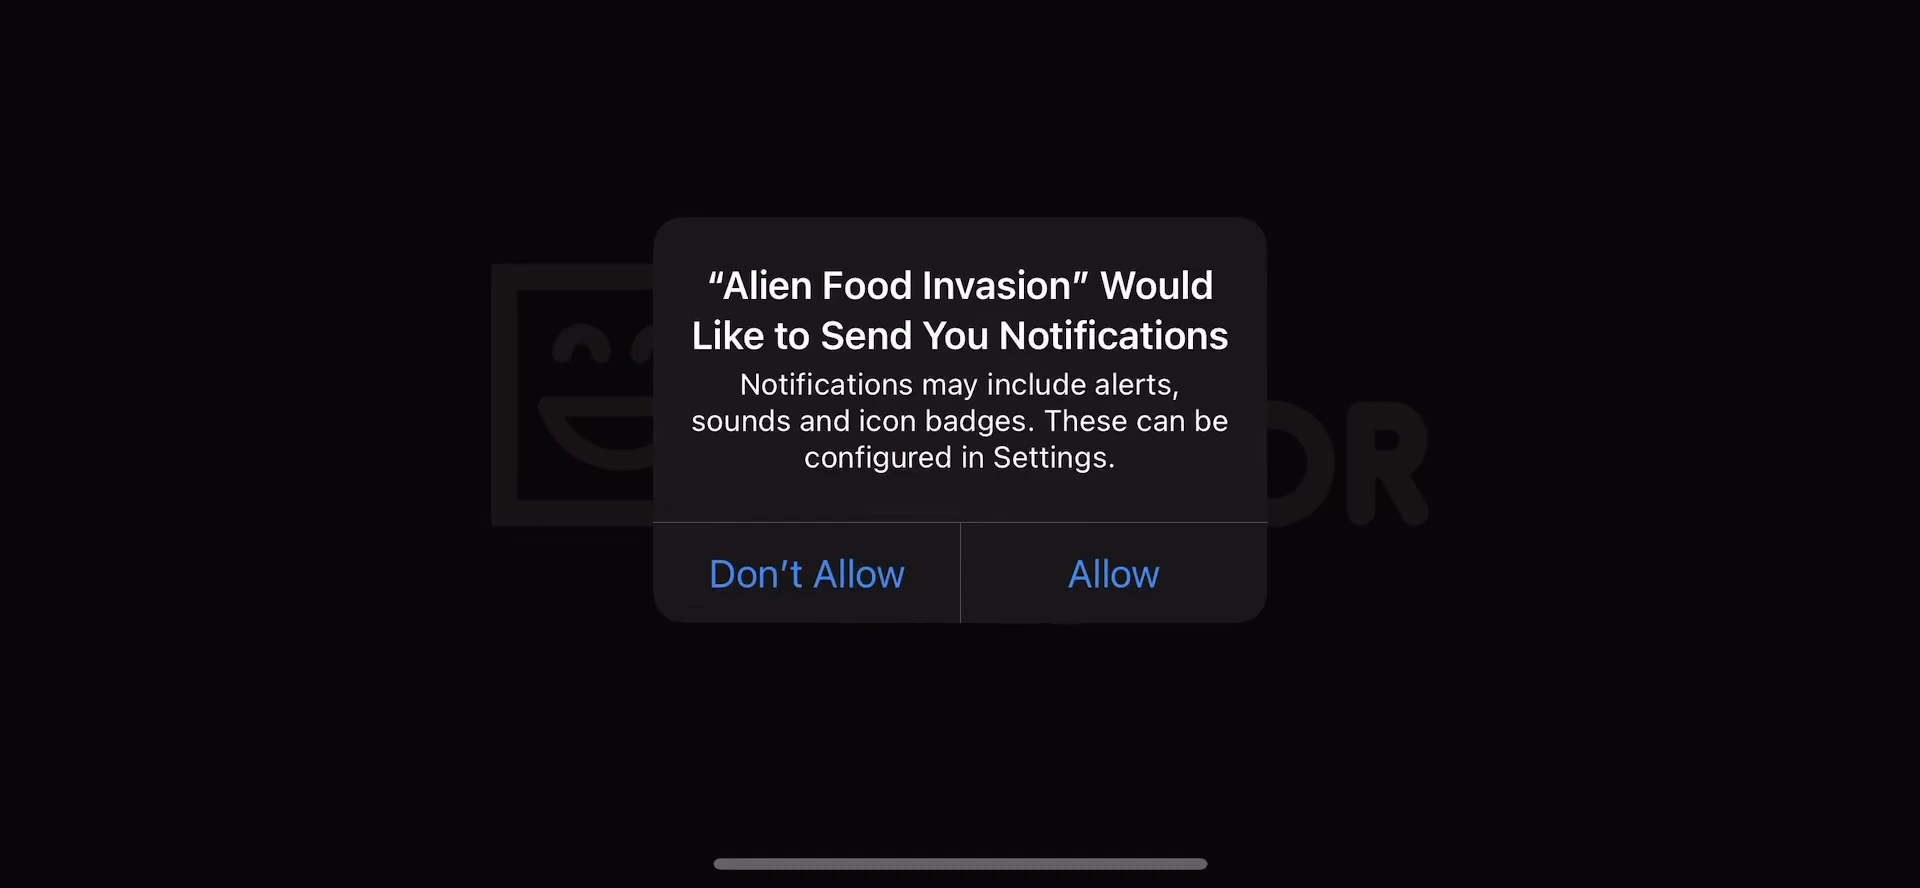 “Alien Food Invasion” Would
Like to Send You Notifications
Notifications may include alerts,
sounds and icon badges. These can be
configured in Settings.
Don’t Allow
Allow